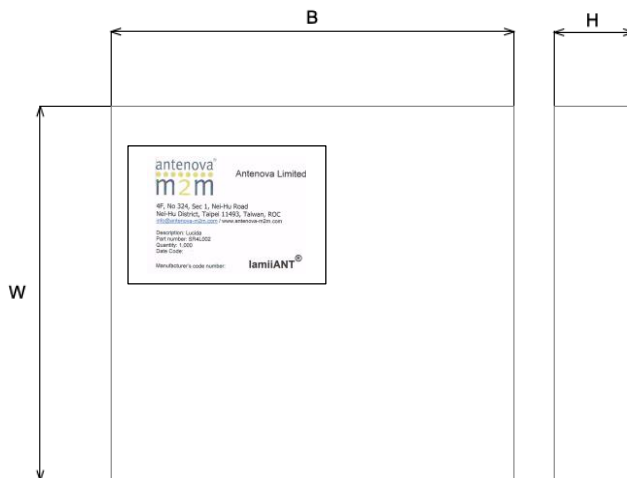 B
H
W
antenova®
m2m
Antenova Limited
4F, No 324, Sec 1, Nei-Hu Road
Nei-Hu District, Taipei 11493, Taiwan, ROC
info@antenova-m2m.com / www.antenova-m2m.com
Description: Lucida
Part number: SR4L002
Quantity: 1,000
Date Code:
Manufacturer's code number:
lamiiANT®